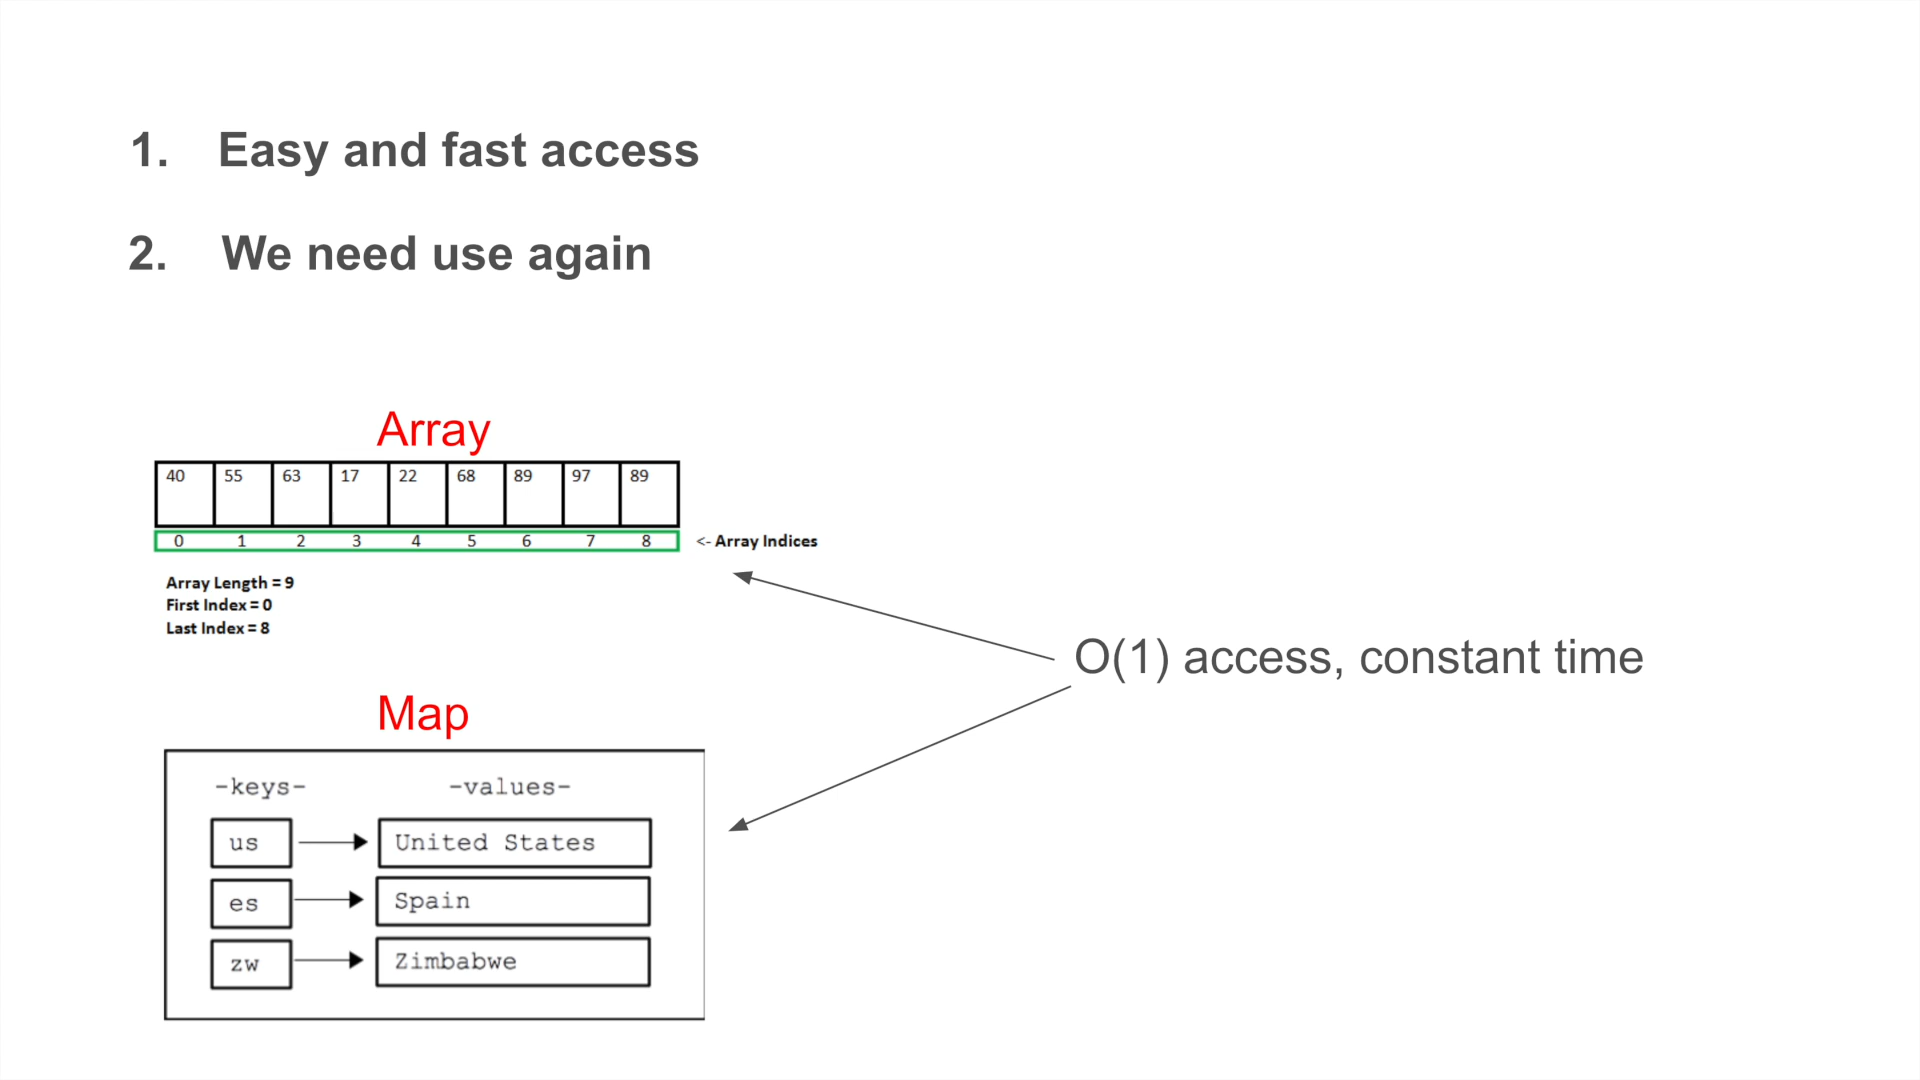 1. Easy and fast access
2. We need use again
Array
40 55 63 17 22 68 89 97 89
0 1 2 3 4 5 6 7 8
<- Array Indices
Array Length = 9
First Index = 0
Last Index = 8
O(1) access, constant time
Map
-keys- -values-
us United States
es Spain
zw Zimbabwe